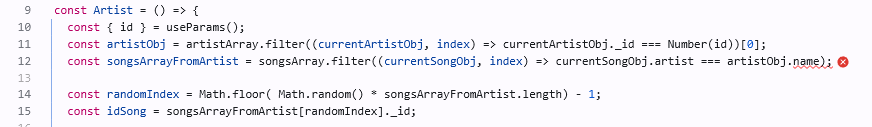 9 const Artist = () => {
10 const { id } = useParams();
11 const artistObj = artistArray.filter((currentArtistObj, index) => currentArtistObj._id === Number(id))[0];
12 const songsArrayFromArtist = songsArray.filter((currentSongObj, index) => currentSongObj.artist === artistObj.name);
13
14 const randomIndex = Math.floor( Math.random() * songsArrayFromArtist.length) - 1;
15 const idSong = songsArrayFromArtist[randomIndex]._id;